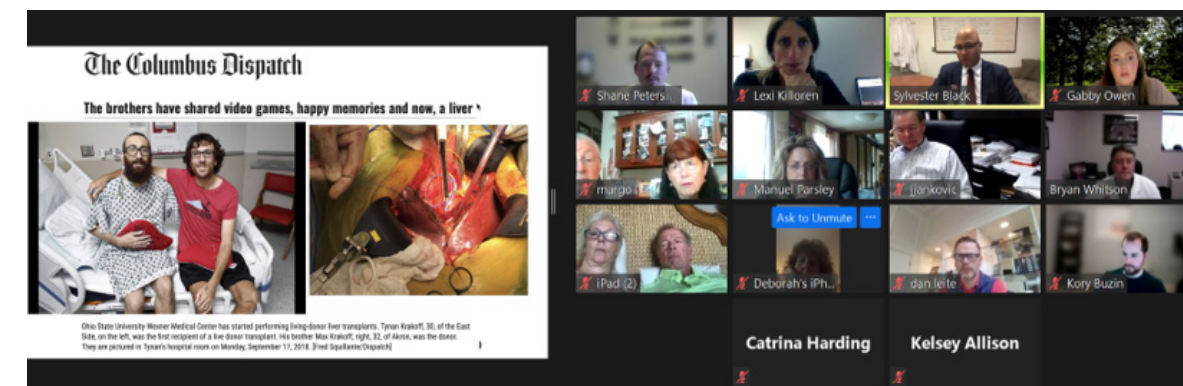 The Columbus Dispatch
The brothers have shared video games, happy memories and now, a liver
Ohio State University Wexner Medical Center has started performing living-donor liver transplants. Tynan Krakoff, 30, of the East
Side, on the left, was the first recipient of a live donor transplant. His brother Max Krakoff, right, 32, of Akron, was the donor.
They are pictured in Tynan's hospital room on Monday, September 17, 2018. [Fred Squillante/Dispatch]
Shane Peters...
Lexi Killoren
Sylvester Black
Gabby Owen
margo
Manuel Parsley
jjankovic
Bryan Whitson
Ask to Unmute ...
iPad (2)
Deborah's iPh...
dan leite
Kory Buzin
Catrina Harding
Kelsey Allison